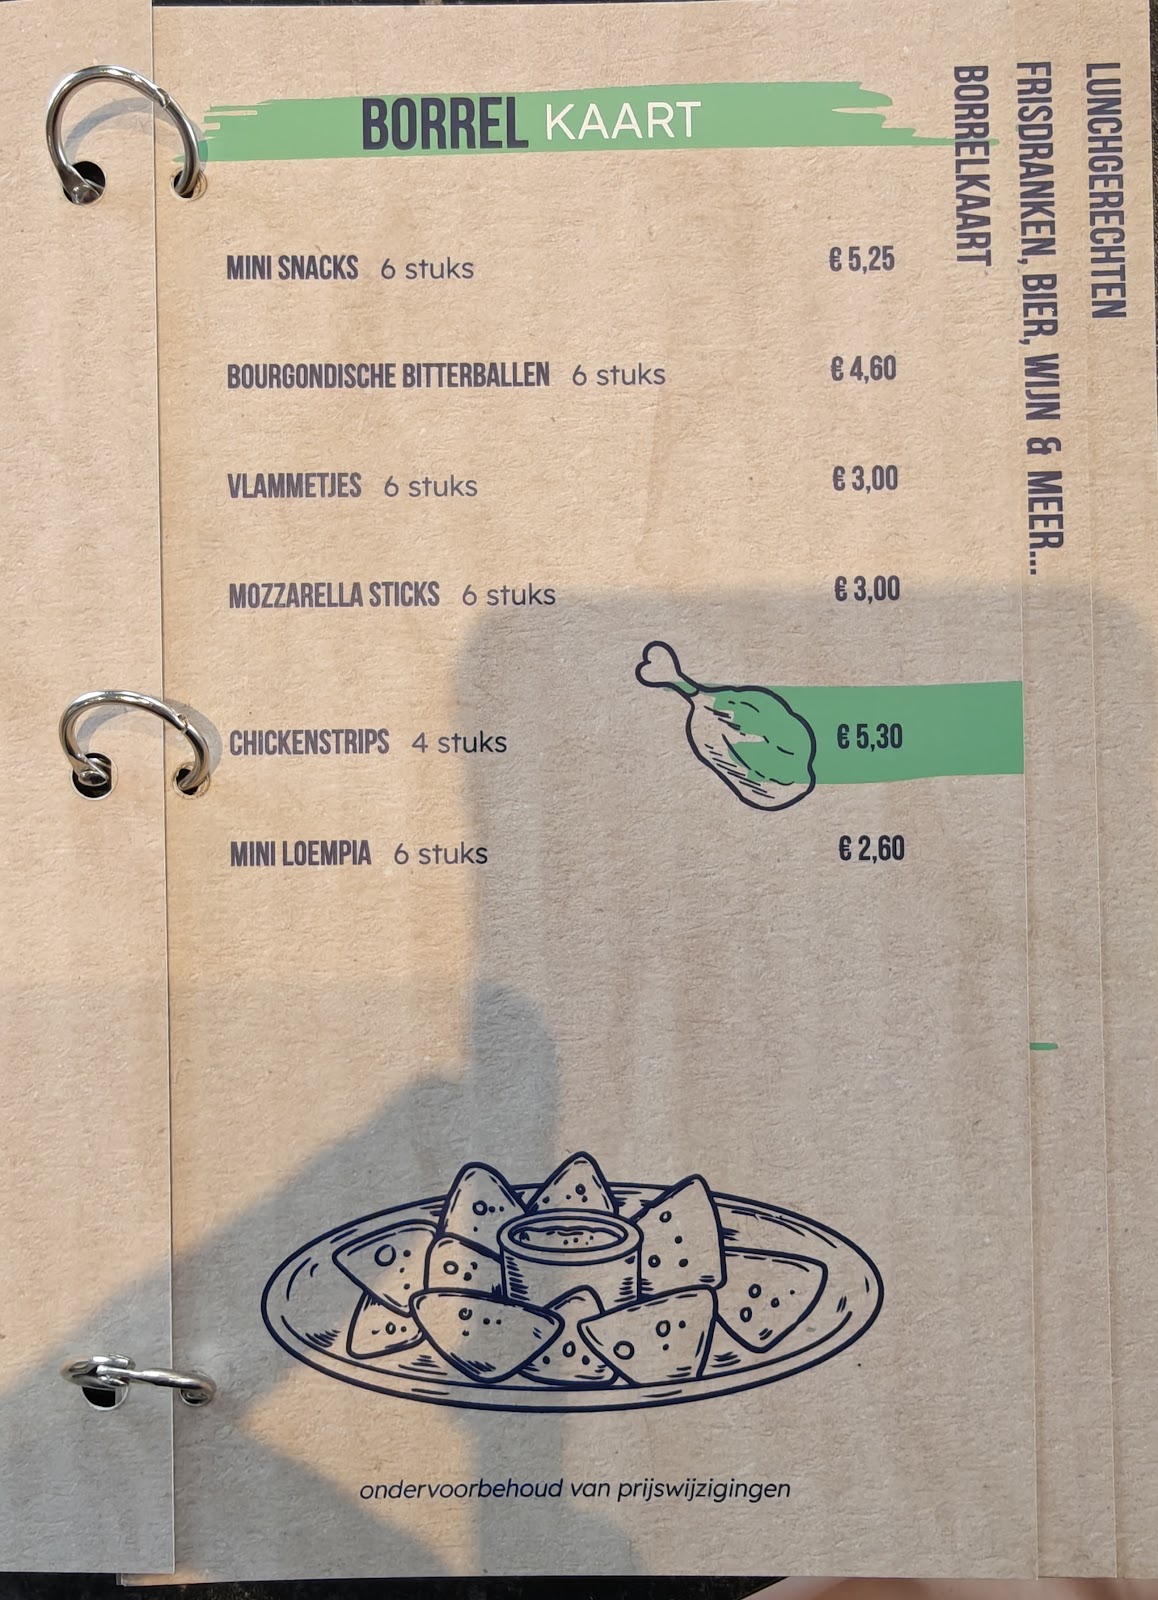 BORREL KAART
MINI SNACKS 6 stuks € 5,25
BOURGONDISCHE BITTERBALLEN 6 stuks € 4,60
VLAMMETJES 6 stuks € 3,00
MOZZARELLA STICKS 6 stuks € 3,00
CHICKENSTRIPS 4 stuks € 5,30
MINI LOEMPIA 6 stuks € 2,60
ondervoorbehoud van prijswijzigingen
BORRELKAART
FRISDRANKEN, BIER, WIJN & MEER...
LUNCHGERECHTEN